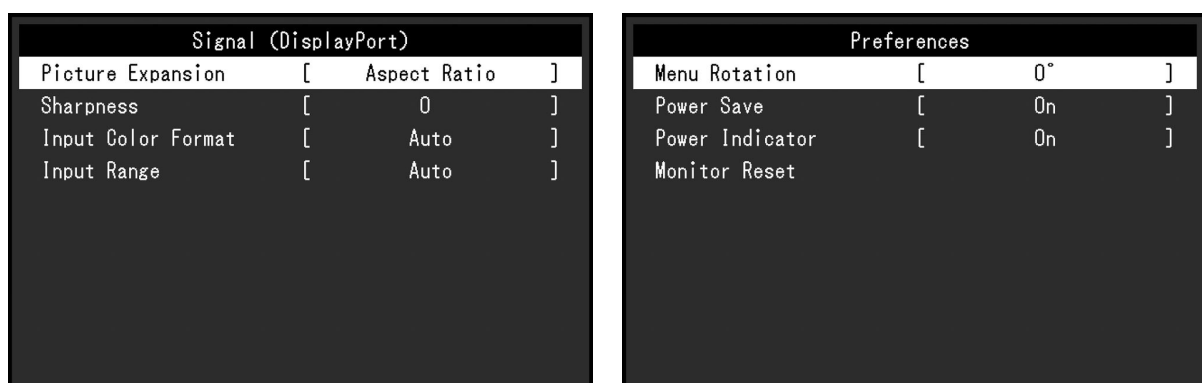 Signal (DisplayPort)
Picture Expansion [ Aspect Ratio ]
Sharpness [ 0 ]
Input Color Format [ Auto ]
Input Range [ Auto ]
Preferences
Menu Rotation [ 0° ]
Power Save [ On ]
Power Indicator [ On ]
Monitor Reset